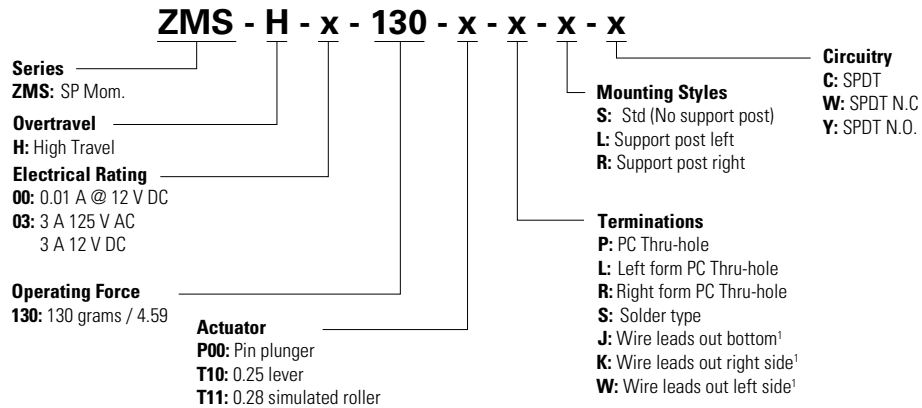 ZMS - H - x - 130 - x - x - x - x
Series
ZMS: SP Mom.
Overtravel
H: High Travel
Electrical Rating
00: 0.01 A @ 12 V DC
03: 3 A 125 V AC
3 A 12 V DC
Operating Force
130: 130 grams / 4.59
Actuator
P00: Pin plunger
T10: 0.25 lever
T11: 0.28 simulated roller
Mounting Styles
S: Std (No support post)
L: Support post left
R: Support post right
Terminations
P: PC Thru-hole
L: Left form PC Thru-hole
R: Right form PC Thru-hole
S: Solder type
J: Wire leads out bottom¹
K: Wire leads out right side¹
W: Wire leads out left side¹
Circuitry
C: SPDT
W: SPDT N.C
Y: SPDT N.O.